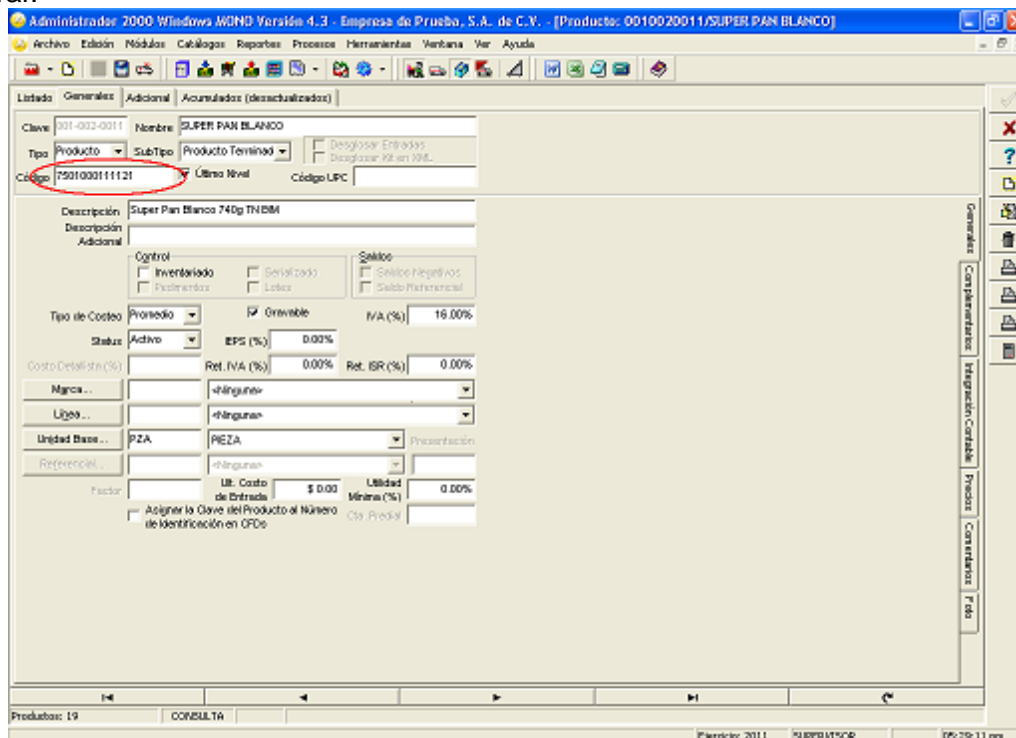 ral.
Administrador 2000 Windows MONO Versión 4.3 - Empresa de Prueba, S.A. de C.V. - [Producto: 0010020011/SUPER PAN BLANCO]
Archivo Edición Módulos Catálogos Reportes Procesos Herramientas Ventana Ver Ayuda
Listado Generales Adicional Acumulados (desactualizados)
Clave 001-002-0011 Nombre SUPER PAN BLANCO
Tipo Producto SubTipo Producto Terminad Desglosar Entradas
Desglosar Kit en XML
Código 7501000111121 Último Nivel Código UPC
Descripción Super Pan Blanco 740g TNBIM
Descripción
Adicional
Control Saldos
Inventariado Serializado Saldos Negativos
Pedimentos Lotes Saldo Referencial
Tipo de Costeo Promedio Gravable IVA (%) 16.00%
Status Activo IEPS (%) 0.00%
Costo Detallista (%) Ret. IVA (%) 0.00% Ret. ISR (%) 0.00%
Marca... <Ninguna>
Línea... <Ninguna>
Unidad Base... PZA PIEZA Presentación
Referencial... <Ninguna>
Factor Ult. Costo de Entrada $ 0.00 Utilidad Mínima (%) 0.00%
Asignar la Clave del Producto al Número
de Identificación en CFDs Cta. Predial
Generales
Complementarios
Integración Contable
Precios
Comentarios
Foto
Productos: 19 CONSULTA
Ejercicio: 2011 SUPERVISOR 05:29:11 pm